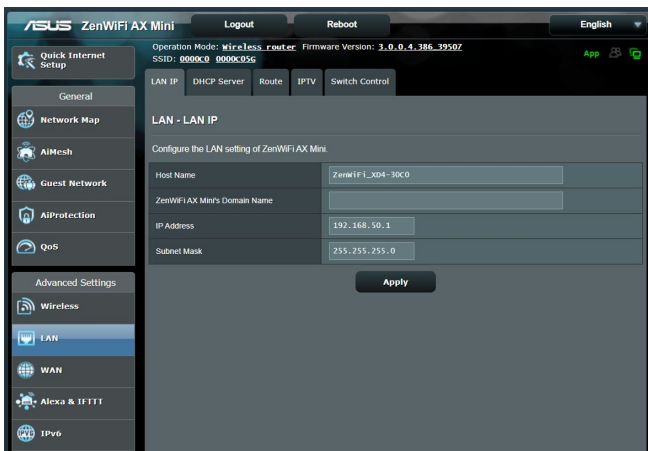 ASUS ZenWiFi AX Mini Logout Reboot English
Quick Internet Setup
Operation Mode: Wireless router Firmware Version: 3.0.0.4.386_39507
SSID: 0000C0 0000C05G
App
LAN IP DHCP Server Route IPTV Switch Control
General
Network Map
AiMesh
Guest Network
AiProtection
QoS
Advanced Settings
Wireless
LAN
WAN
Alexa & IFTTT
IPv6
LAN - LAN IP
Configure the LAN setting of ZenWiFi AX Mini.
Host Name ZenWiFi_XD4-30C0
ZenWiFi AX Mini's Domain Name
IP Address 192.168.50.1
Subnet Mask 255.255.255.0
Apply